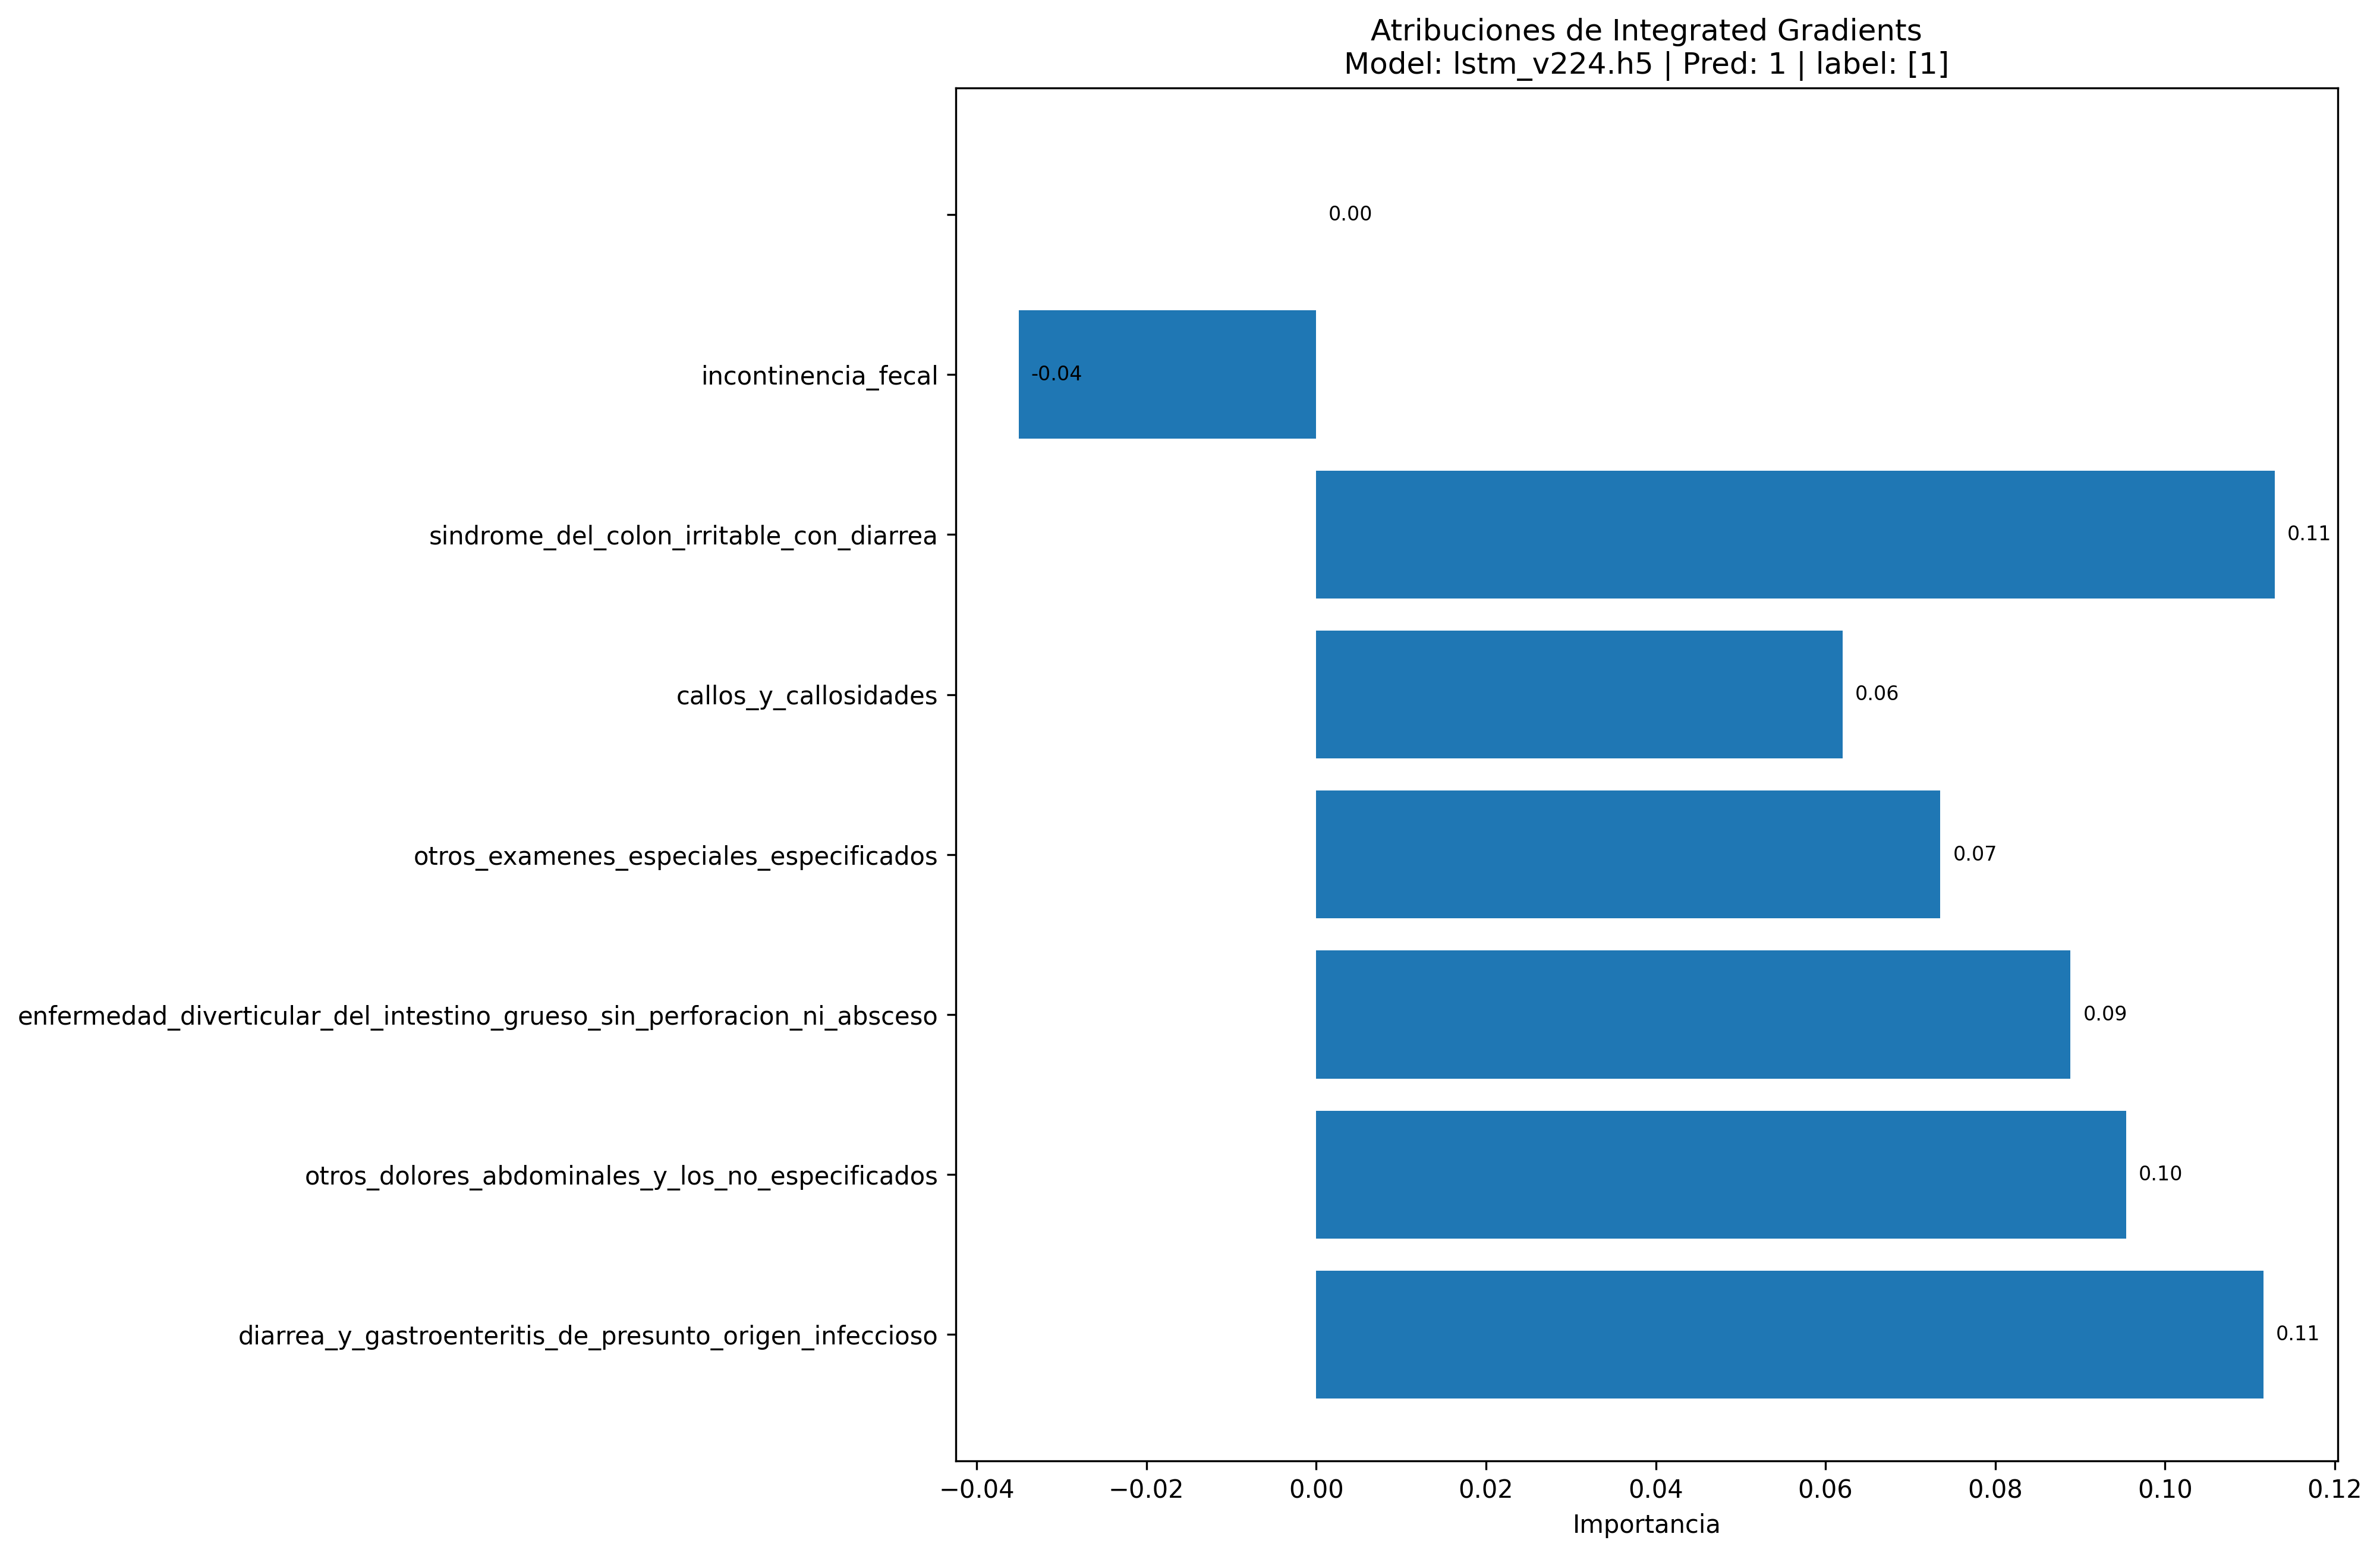 Atribuciones de Integrated Gradients
Model: lstm_v224.h5 | Pred: 1 | label: [1]
0.00
incontinencia_fecal
-0.04
sindrome_del_colon_irritable_con_diarrea
0.11
callos_y_callosidades
0.06
otros_examenes_especiales_especificados
0.07
enfermedad_diverticular_del_intestino_grueso_sin_perforacion_ni_absceso
0.09
otros_dolores_abdominales_y_los_no_especificados
0.10
diarrea_y_gastroenteritis_de_presunto_origen_infeccioso
0.11
−0.04 −0.02 0.00 0.02 0.04 0.06 0.08 0.10 0.12
Importancia